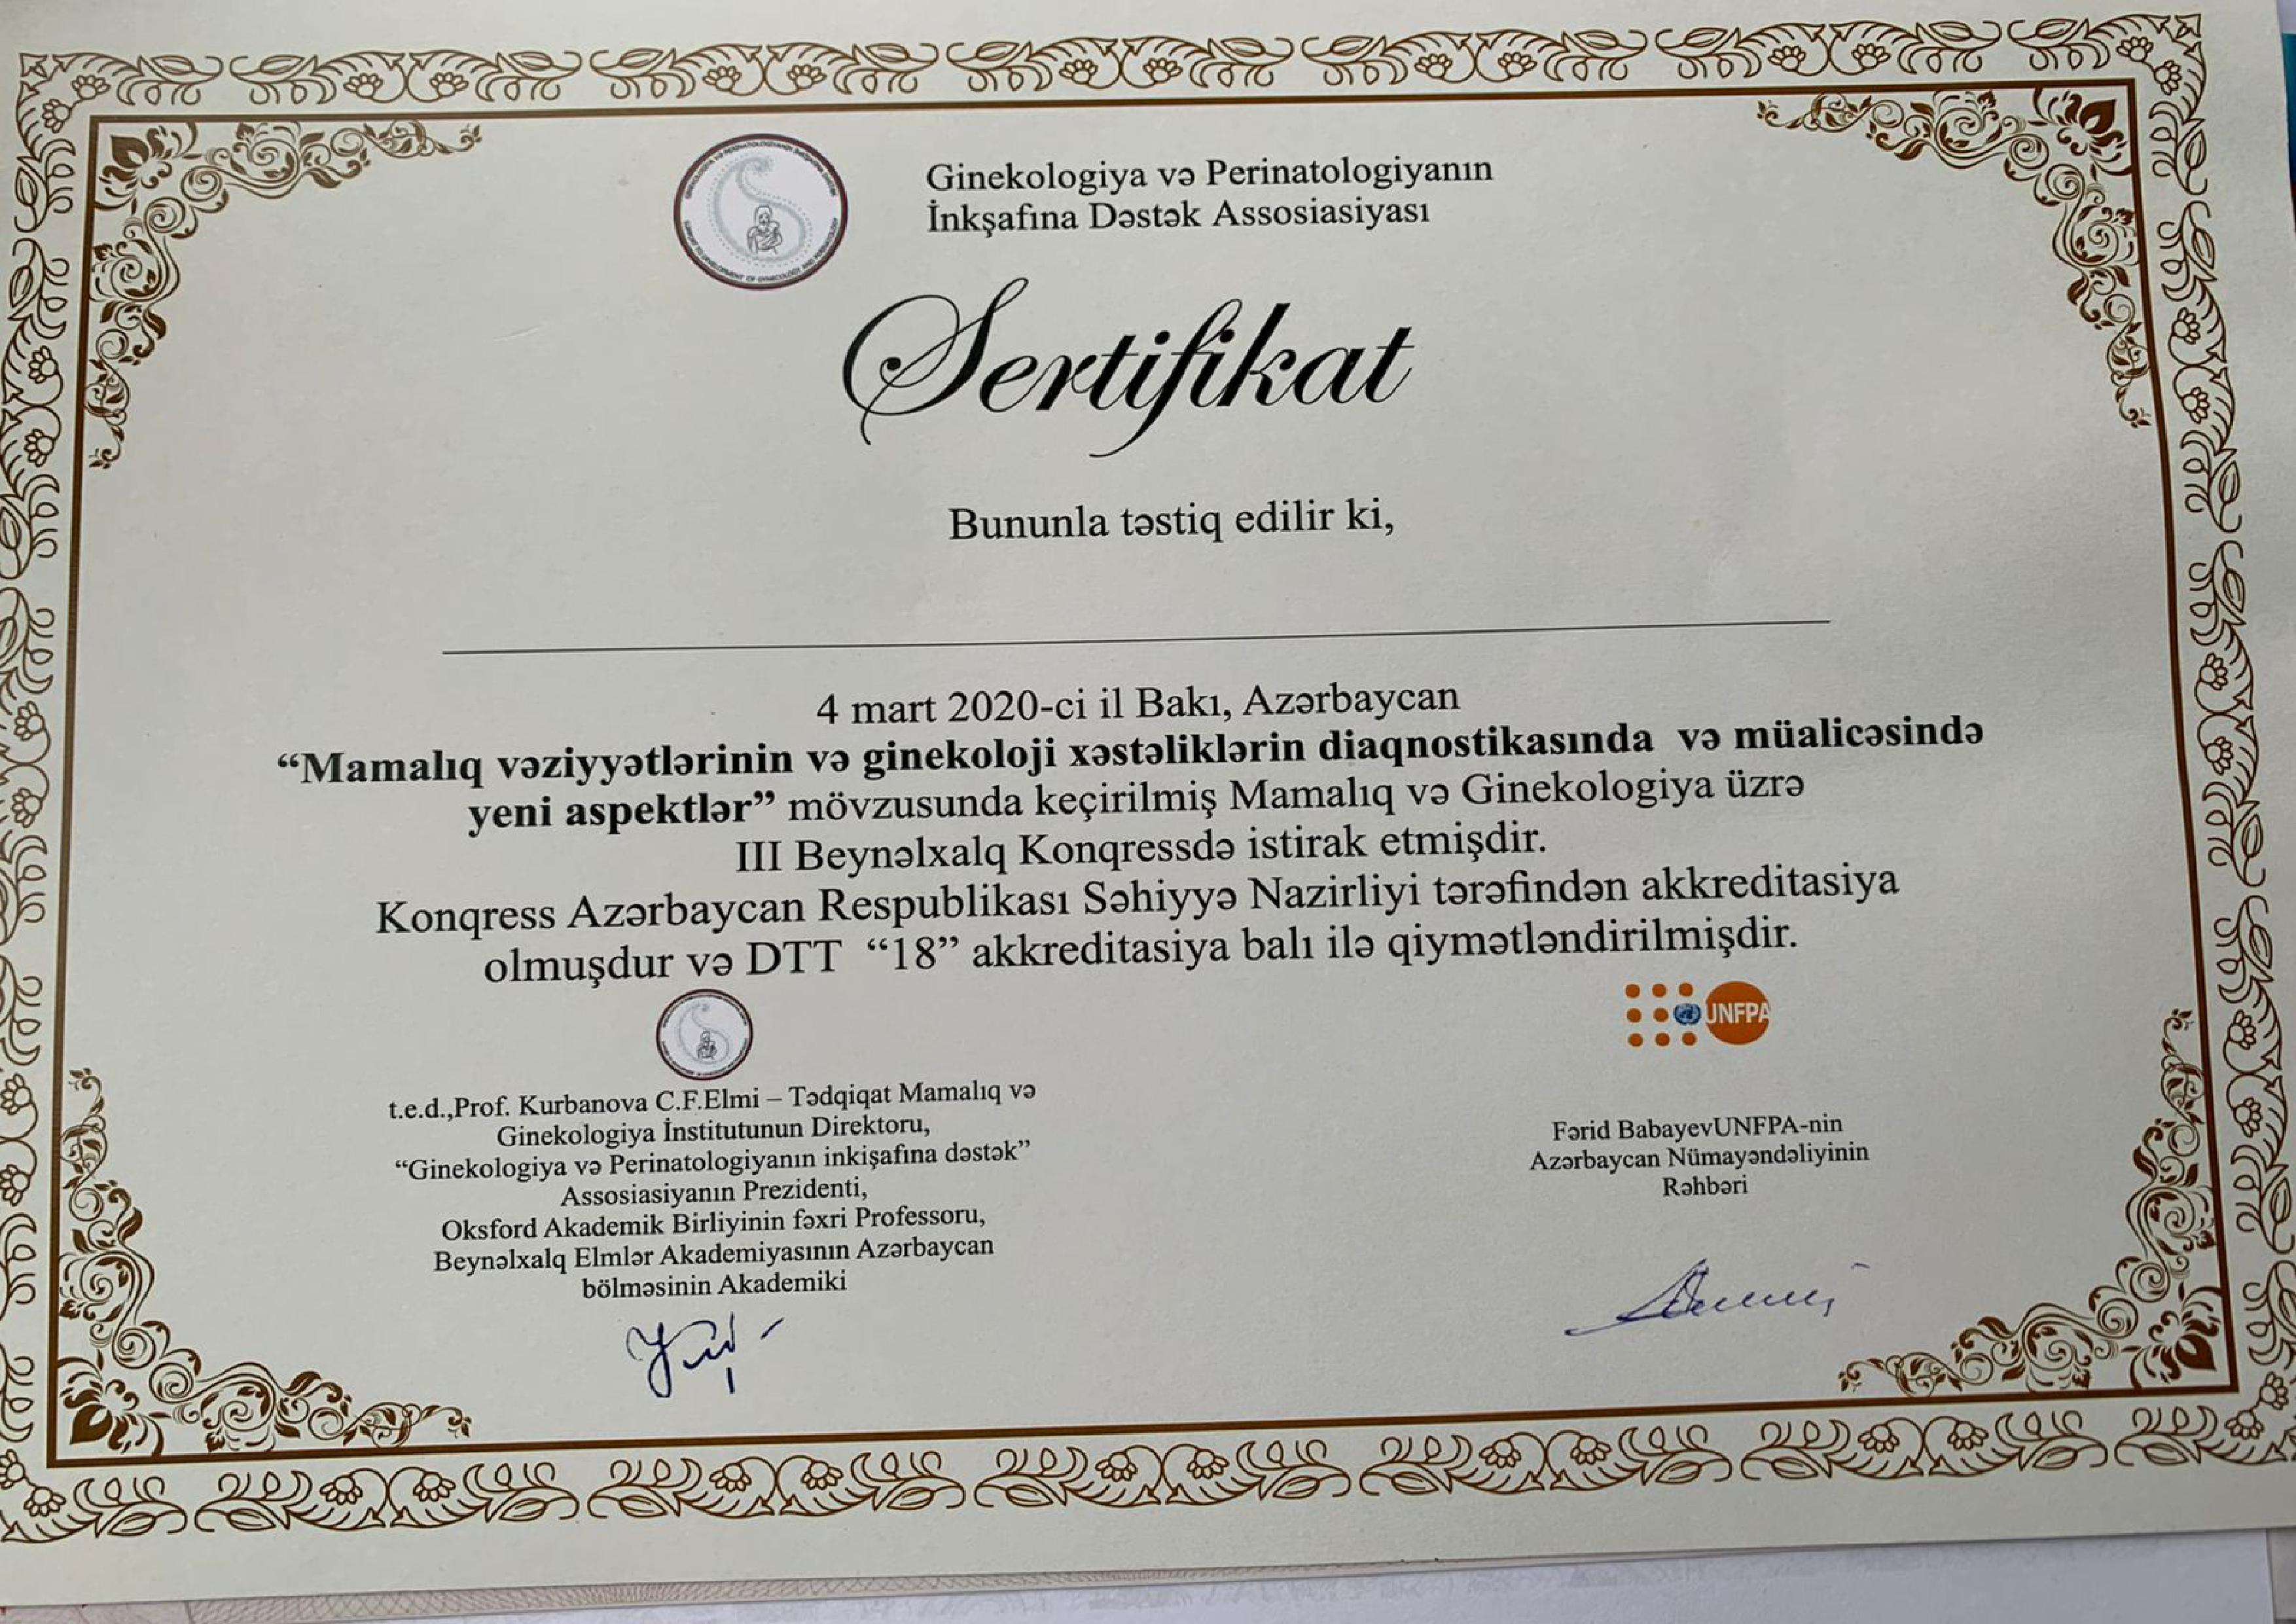 Ginekologiya və Perinatologiyanın
İnkşafına Dəstək Assosiasiyası
Sertifikat
Bununla təstiq edilir ki,
4 mart 2020-ci il Bakı, Azərbaycan
“Mamalıq vəziyyətlərinin və ginekoloji xəstəliklərin diaqnostikasında və müalicəsində
yeni aspektlər” mövzusunda keçirilmiş Mamalıq və Ginekologiya üzrə
III Beynəlxalq Konqressdə istirak etmişdir.
Konqress Azərbaycan Respublikası Səhiyyə Nazirliyi tərəfindən akkreditasiya
olmuşdur və DTT “18” akkreditasiya balı ilə qiymətləndirilmişdir.
t.e.d.,Prof. Kurbanova C.F.Elmi – Tədqiqat Mamalıq və
Ginekologiya İnstitutunun Direktoru,
“Ginekologiya və Perinatologiyanın inkişafına dəstək”
Assosiasiyanın Prezidenti,
Oksford Akademik Birliyinin fəxri Professoru,
Beynəlxalq Elmlər Akademiyasının Azərbaycan
bölməsinin Akademiki
UNFPA
Fərid BabayevUNFPA-nin
Azərbaycan Nümayəndəliyinin
Rəhbəri